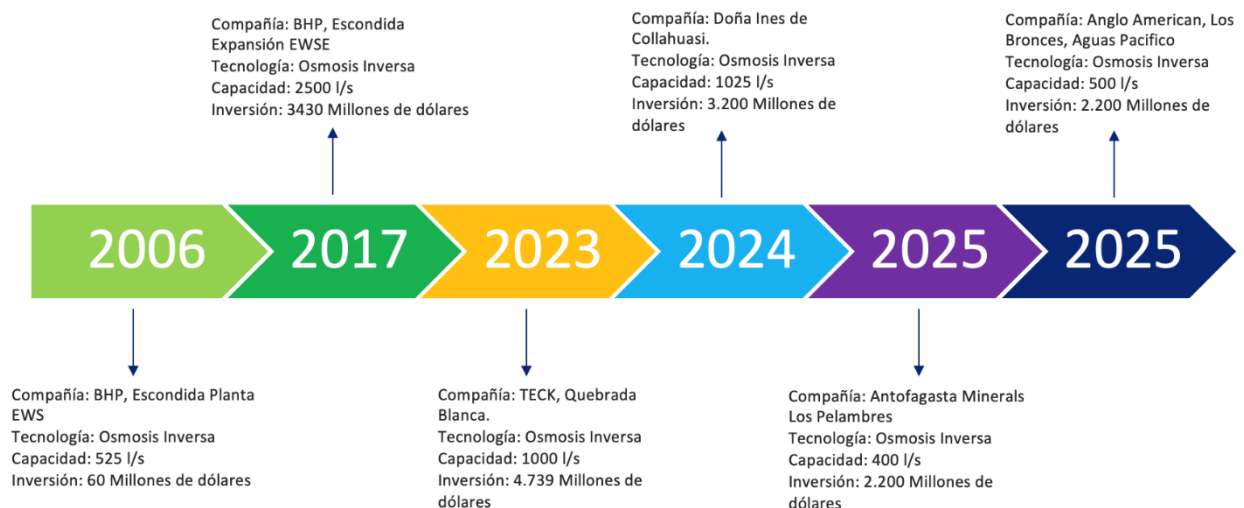 Compañía: BHP, Escondida
Expansión EWSE
Tecnología: Osmosis Inversa
Capacidad: 2500 l/s
Inversión: 3430 Millones de dólares
Compañía: Doña Ines de
Collahuasi.
Tecnología: Osmosis Inversa
Capacidad: 1025 l/s
Inversión: 3.200 Millones de
dólares
Compañía: Anglo American, Los
Bronces, Aguas Pacifico
Tecnología: Osmosis Inversa
Capacidad: 500 l/s
Inversión: 2.200 Millones de
dólares
2006
2017
2023
2024
2025
2025
Compañía: BHP, Escondida Planta
EWS
Tecnología: Osmosis Inversa
Capacidad: 525 l/s
Inversión: 60 Millones de dólares
Compañía: TECK, Quebrada
Blanca.
Tecnología: Osmosis Inversa
Capacidad: 1000 l/s
Inversión: 4.739 Millones de
dólares
Compañía: Antofagasta Minerals
Los Pelambres
Tecnología: Osmosis Inversa
Capacidad: 400 l/s
Inversión: 2.200 Millones de
dólares